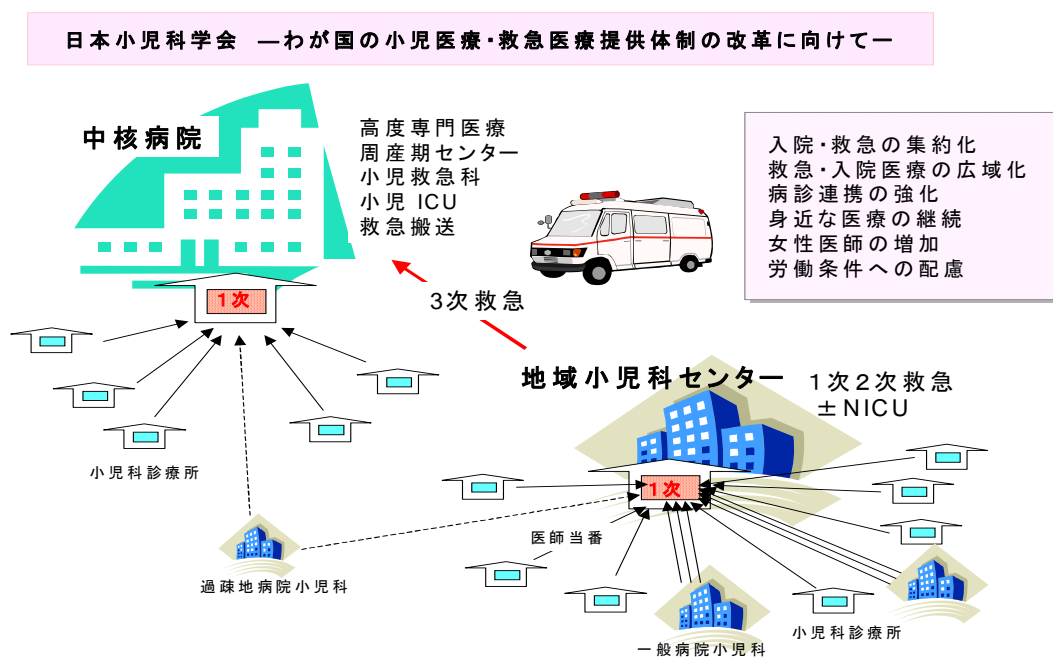 日本小児科学会 ―わが国の小児医療・救急医療提供体制の改革に向けて―
中核病院
高度専門医療
周産期センター
小児救急科
小児 ICU
救急搬送
入院・救急の集約化
救急・入院医療の広域化
病診連携の強化
身近な医療の継続
女性医師の増加
労働条件への配慮
1次
3次救急
地域小児科センター
1次2次救急
±NICU
小児科診療所
1次
医師当番
過疎地病院小児科
小児科診療所
一般病院小児科